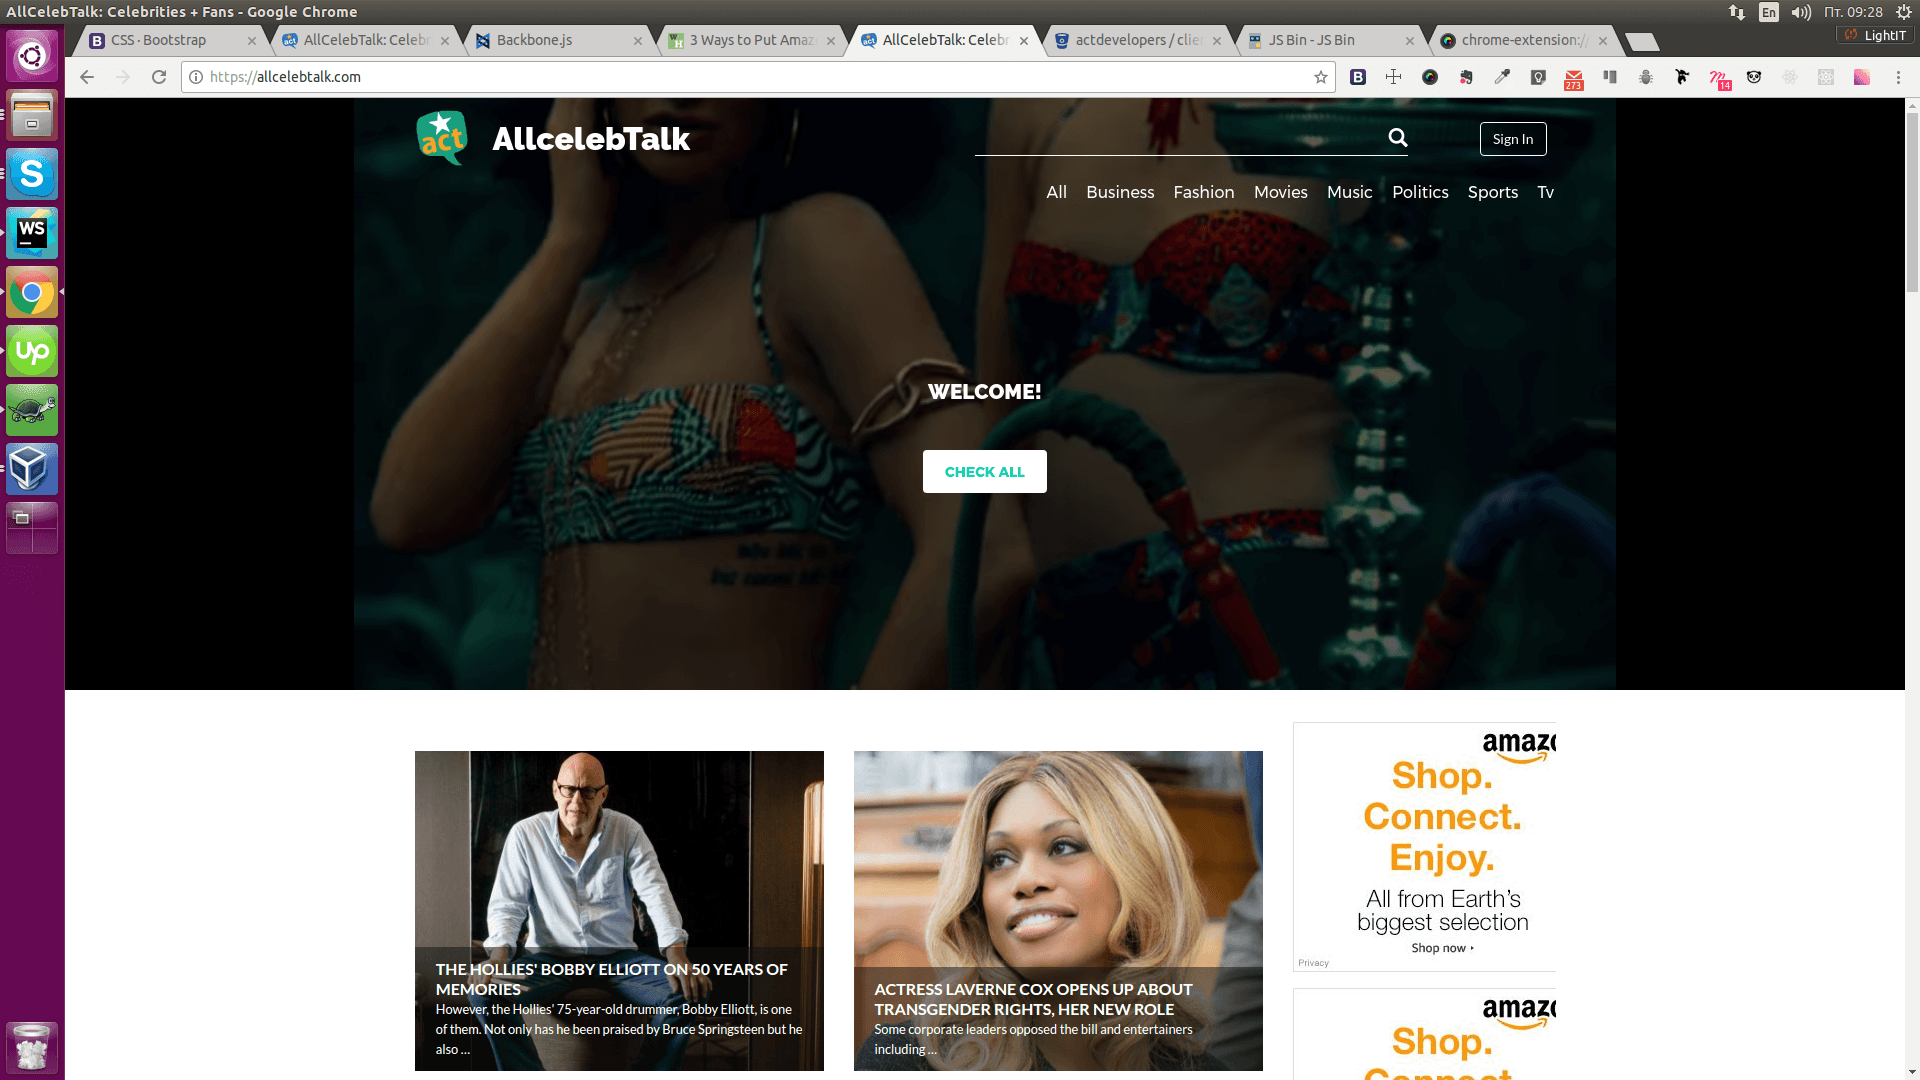 AllCelebTalk: Celebrities + Fans - Google Chrome
En
Пт. 09:28
CSS · Bootstrap
AllCelebTalk: Celebr
Backbone.js
3 Ways to Put Amaz
AllCelebTalk: Celebr
actdevelopers / clie
JS Bin - JS Bin
chrome-extension:/
LightIT
https://allcelebtalk.com
273
14
act
AllcelebTalk
Sign In
All Business Fashion Movies Music Politics Sports Tv
WELCOME!
CHECK ALL
WS
Up
THE HOLLIES' BOBBY ELLIOTT ON 50 YEARS OF
MEMORIES
However, the Hollies' 75-year-old drummer, Bobby Elliott, is one
of them. Not only has he been praised by Bruce Springsteen but he
also ...
ACTRESS LAVERNE COX OPENS UP ABOUT
TRANSGENDER RIGHTS, HER NEW ROLE
Some corporate leaders opposed the bill and entertainers
including ...
amazo
Shop.
Connect.
Enjoy.
All from Earth's
biggest selection
Shop now
Privacy
amazo
Shop.
Connect.